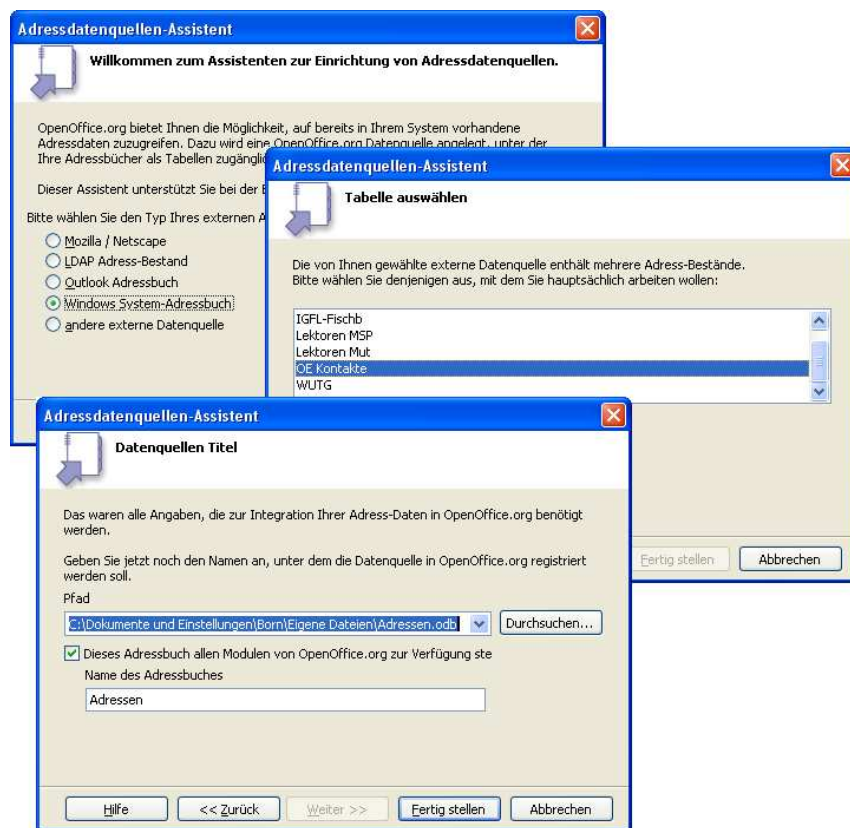 Adressdatenquellen-Assistent
Willkommen zum Assistenten zur Einrichtung von Adressdatenquellen.
OpenOffice.org bietet Ihnen die Möglichkeit, auf bereits in Ihrem System vorhandene
Adressdaten zuzugreifen. Dazu wird eine OpenOffice.org Datenquelle angelegt, unter der
Ihre Adressbücher als Tabellen
Dieser Assistent unterstützt Sie bei der
Bitte wählen Sie den Typ Ihres externen A
Mozilla / Netscape
LDAP Adress-Bestand
Outlook Adressbuch
Windows System-Adressbuch
andere externe Datenquelle
Adressdatenquellen-Assistent
Tabelle auswählen
Die von Ihnen gewählte externe Datenquelle enthält mehrere Adress-Bestände.
Bitte wählen Sie denjenigen aus, mit dem Sie hauptsächlich arbeiten wollen:
IGFL-Fischb
Lektoren MSP
Lektoren Mut
OE Kontakte
WUTG
Fertig stellen
Abbrechen
Adressdatenquellen-Assistent
Datenquellen Titel
Das waren alle Angaben, die zur Integration Ihrer Adress-Daten in OpenOffice.org benötigt
werden.
Geben Sie jetzt noch den Namen an, unter dem die Datenquelle in OpenOffice.org registriert
werden soll.
Pfad
C:\Dokumente und Einstellungen\Born\Eigene Dateien\Adressen.odb
Durchsuchen...
Dieses Adressbuch allen Modulen von OpenOffice.org zur Verfügung ste
Name des Adressbuches
Adressen
Hilfe
<< Zurück
Weiter >>
Fertig stellen
Abbrechen